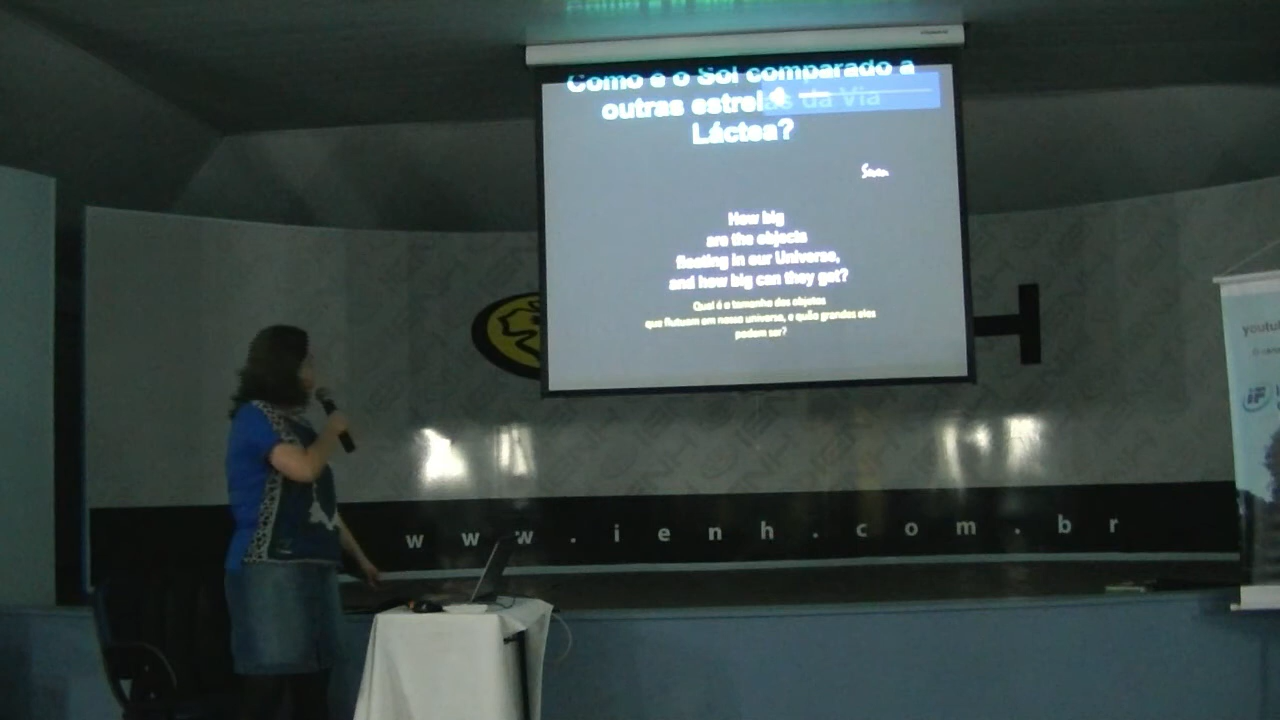 Como é o Sol comparado a
outras estrelas da Via
Láctea?
How big
are the objects
floating in our Universe,
and how big can they get?
Qual é o tamanho dos objetos
que flutuam em nosso universo, e quão grandes eles
podem ser?
H
youtu
IF
www.ienh.com.br